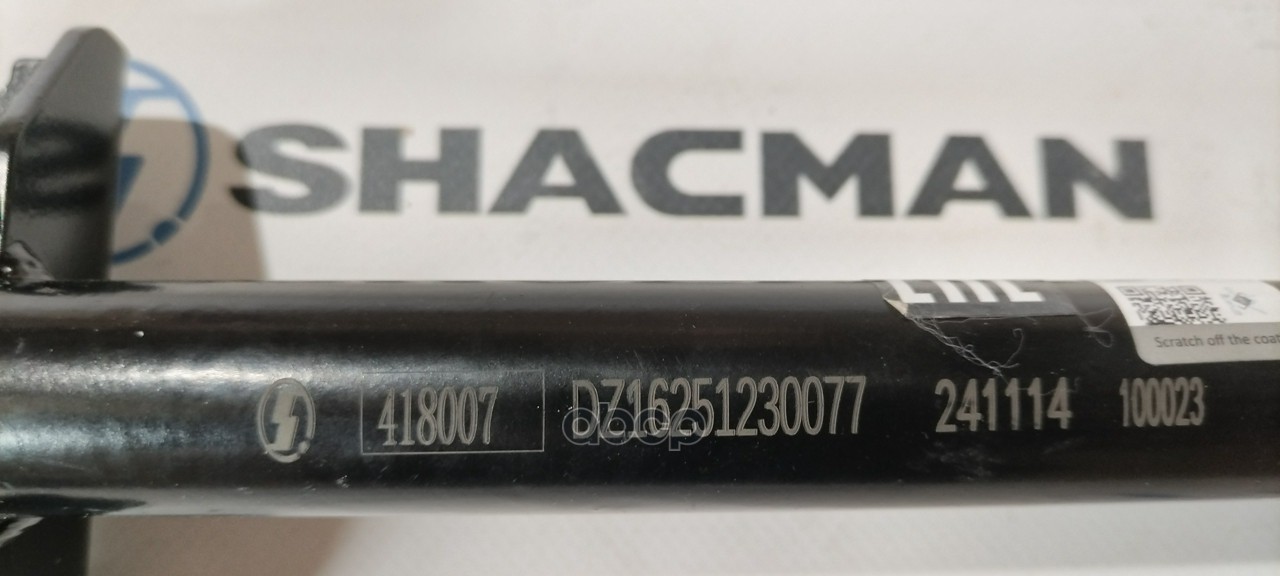 SHACMAN
Scratch off the coat
418007 DZ16251230077 241114 100023